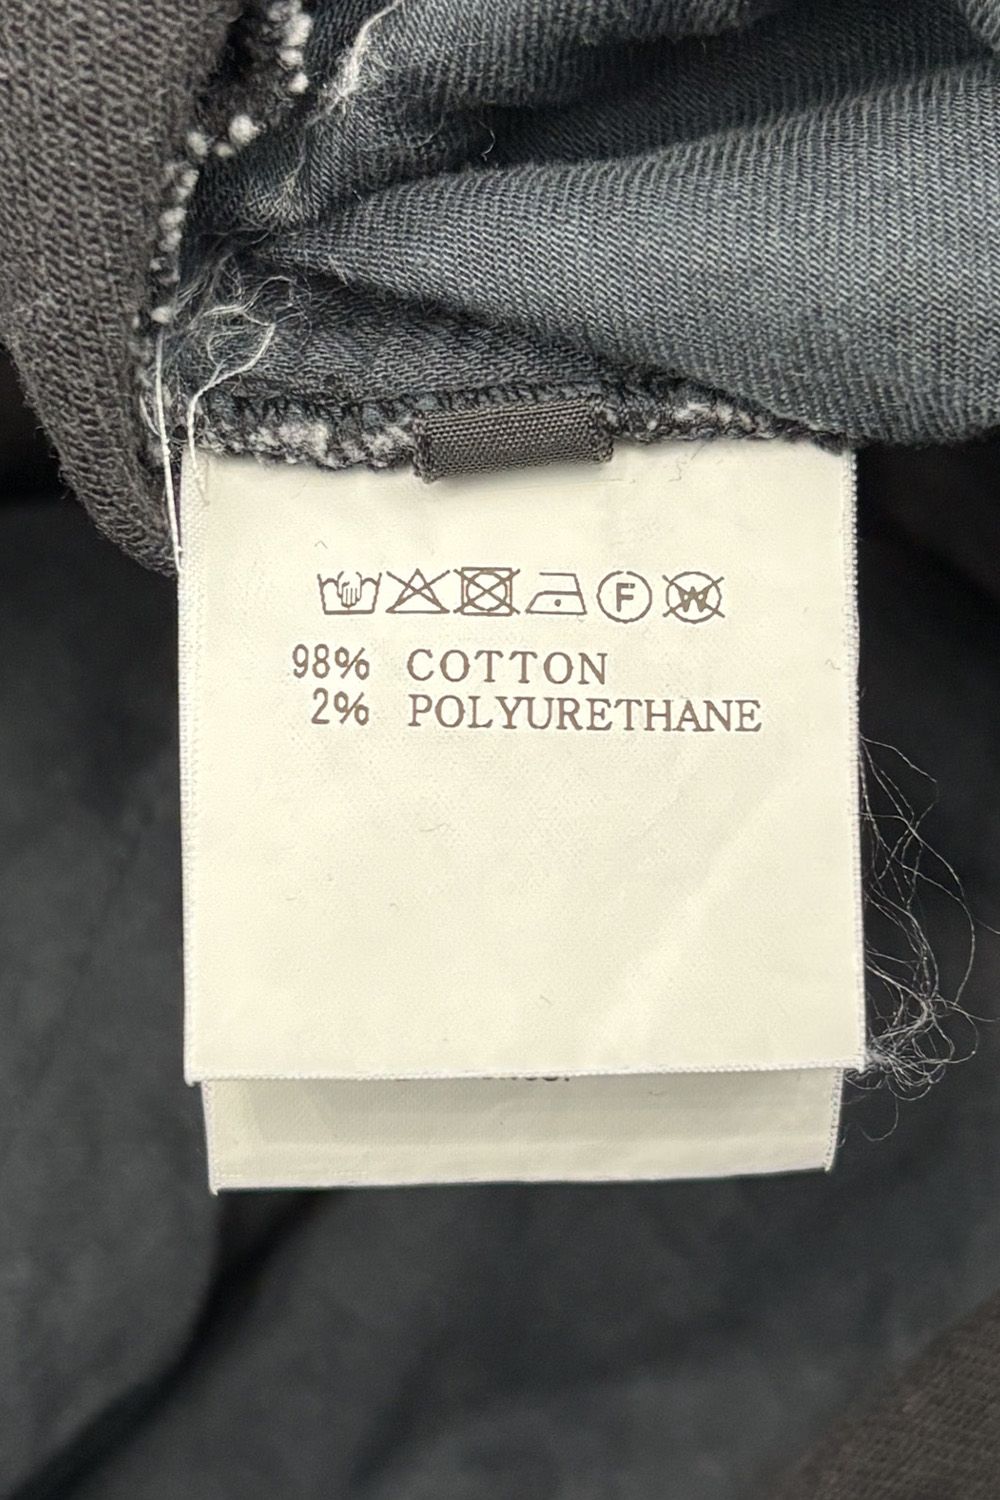 F W
98% COTTON
2% POLYURETHANE